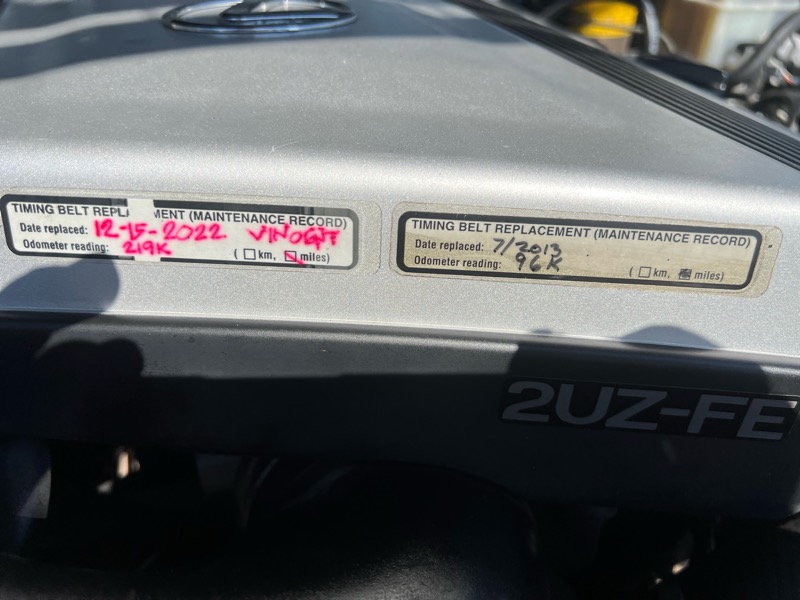 TIMING BELT REPLA MENT (MAINTENANCE RECORD)
Date replaced: 12-15-2022
Odometer reading: 219K ( km, miles)
TIMING BELT REPLACEMENT (MAINTENANCE RECORD)
Date replaced: 7/2013
Odometer reading: 96K ( km, miles)
2UZ-FE